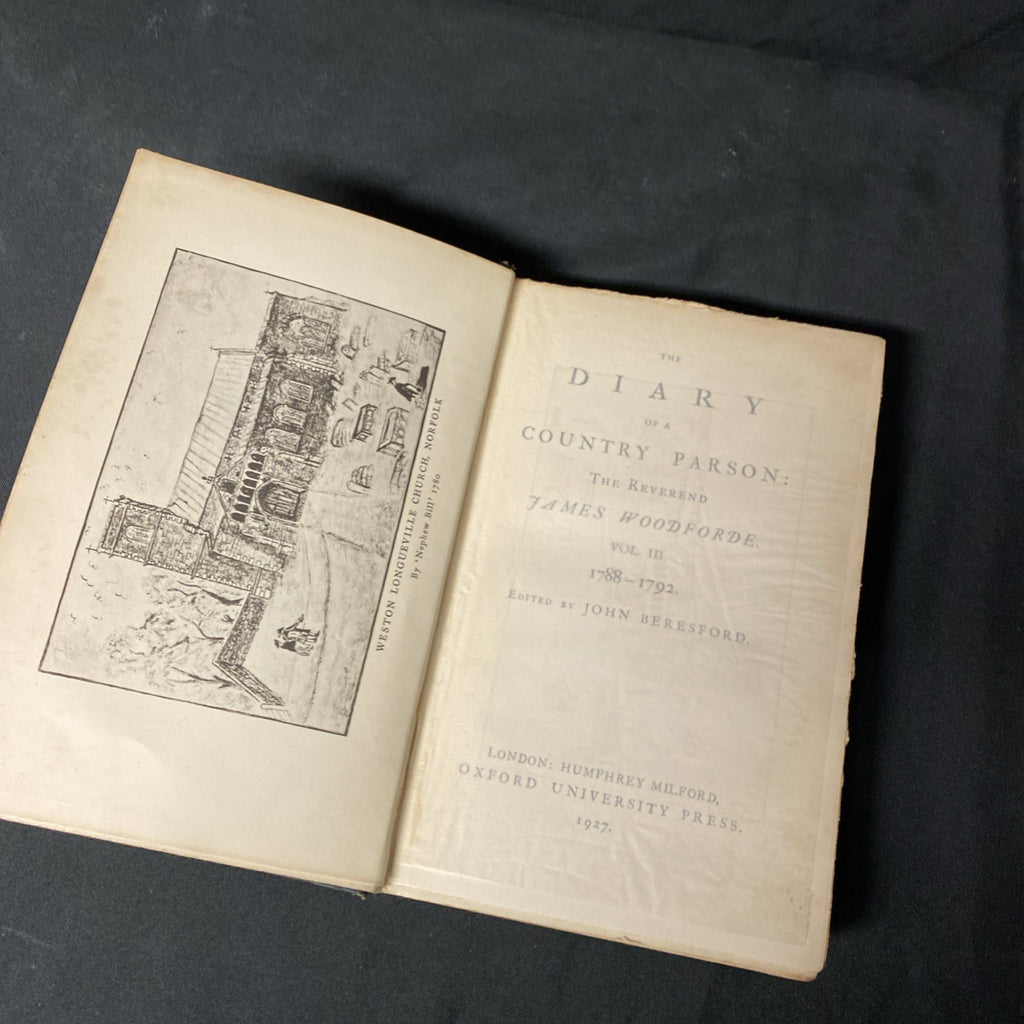 WESTON LONGUEVILLE CHURCH, NORFOLK
By 'Nephew Bill' 1780
THE
DIARY
OF A
COUNTRY PARSON:
THE REVEREND
JAMES WOODFORDE.
VOL. III
1788–1792.
EDITED BY JOHN BERESFORD.
LONDON: HUMPHREY MILFORD,
OXFORD UNIVERSITY PRESS.
1927.